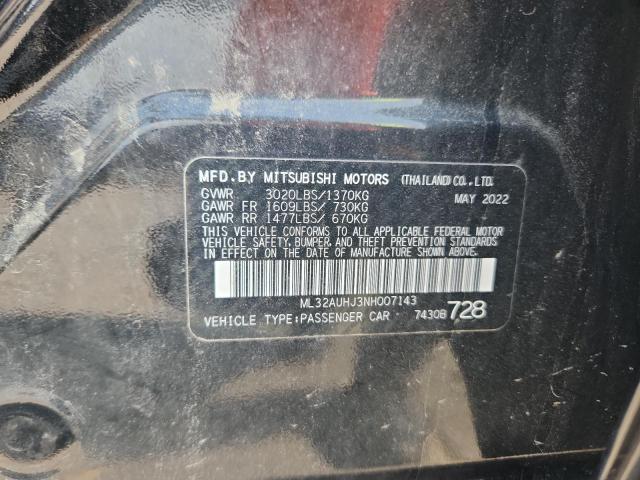 MFD. BY MITSUBISHI MOTORS (THAILAND) CO., LTD.
GVWR 3020LBS/1370KG MAY 2022
GAWR FR 1609LBS/ 730KG
GAWR RR 1477LBS/ 670KG
THIS VEHICLE CONFORMS TO ALL APPLICABLE FEDERAL MOTOR
VEHICLE SAFETY, BUMPER, AND THEFT PREVENTION STANDARDS
IN EFFECT ON THE DATE OF MANUFACTURE SHOWN ABOVE.
ML32AUHJ3NH007143
VEHICLE TYPE:PASSENGER CAR 7430B 728